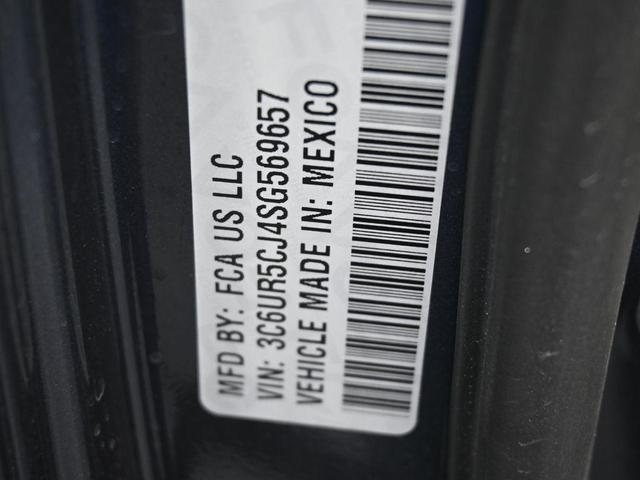 MFD BY: FCA US LLC
VIN: 3C6UR5CJ4SG569657
VEHICLE MADE IN: MEXICO